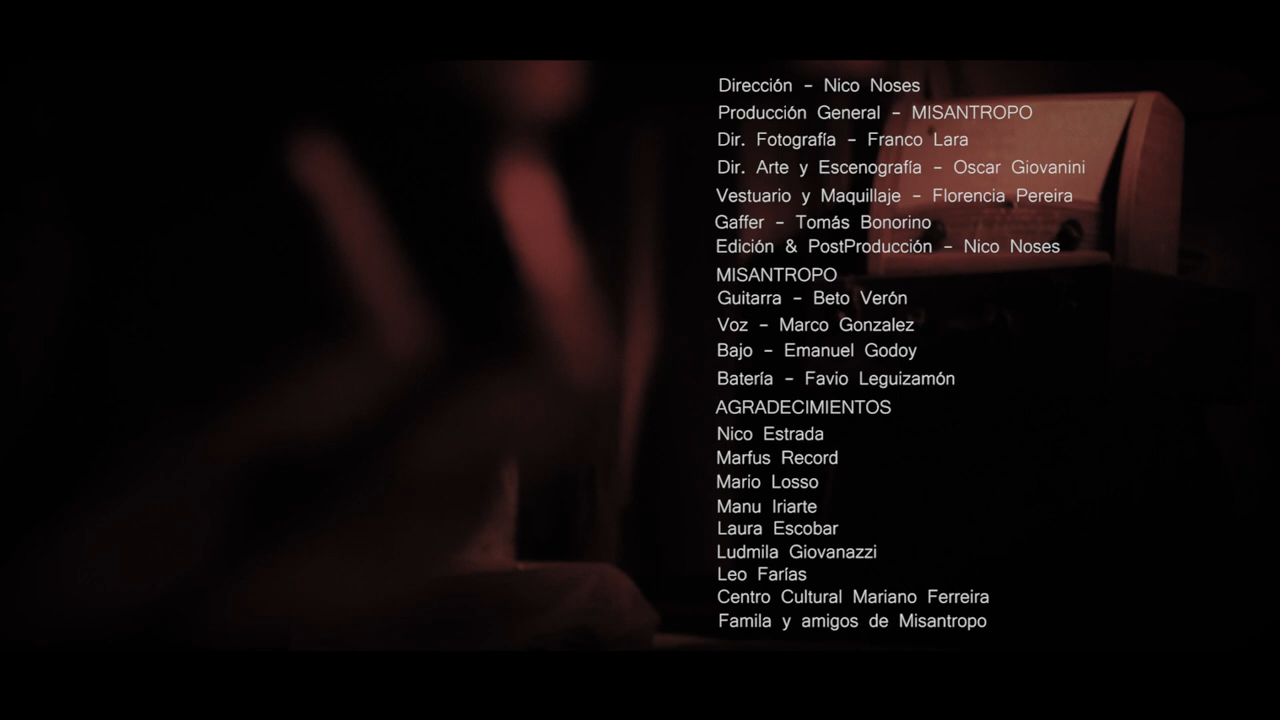 Dirección - Nico Noses
Producción General - MISANTROPO
Dir. Fotografía - Franco Lara
Dir. Arte y Escenografía - Oscar Giovanini
Vestuario y Maquillaje - Florencia Pereira
Gaffer - Tomás Bonorino
Edición & PostProducción - Nico Noses
MISANTROPO
Guitarra - Beto Verón
Voz - Marco Gonzalez
Bajo - Emanuel Godoy
Batería - Favio Leguizamón
AGRADECIMIENTOS
Nico Estrada
Marfus Record
Mario Losso
Manu Iriarte
Laura Escobar
Ludmila Giovanazzi
Leo Farías
Centro Cultural Mariano Ferreira
Famila y amigos de Misantropo